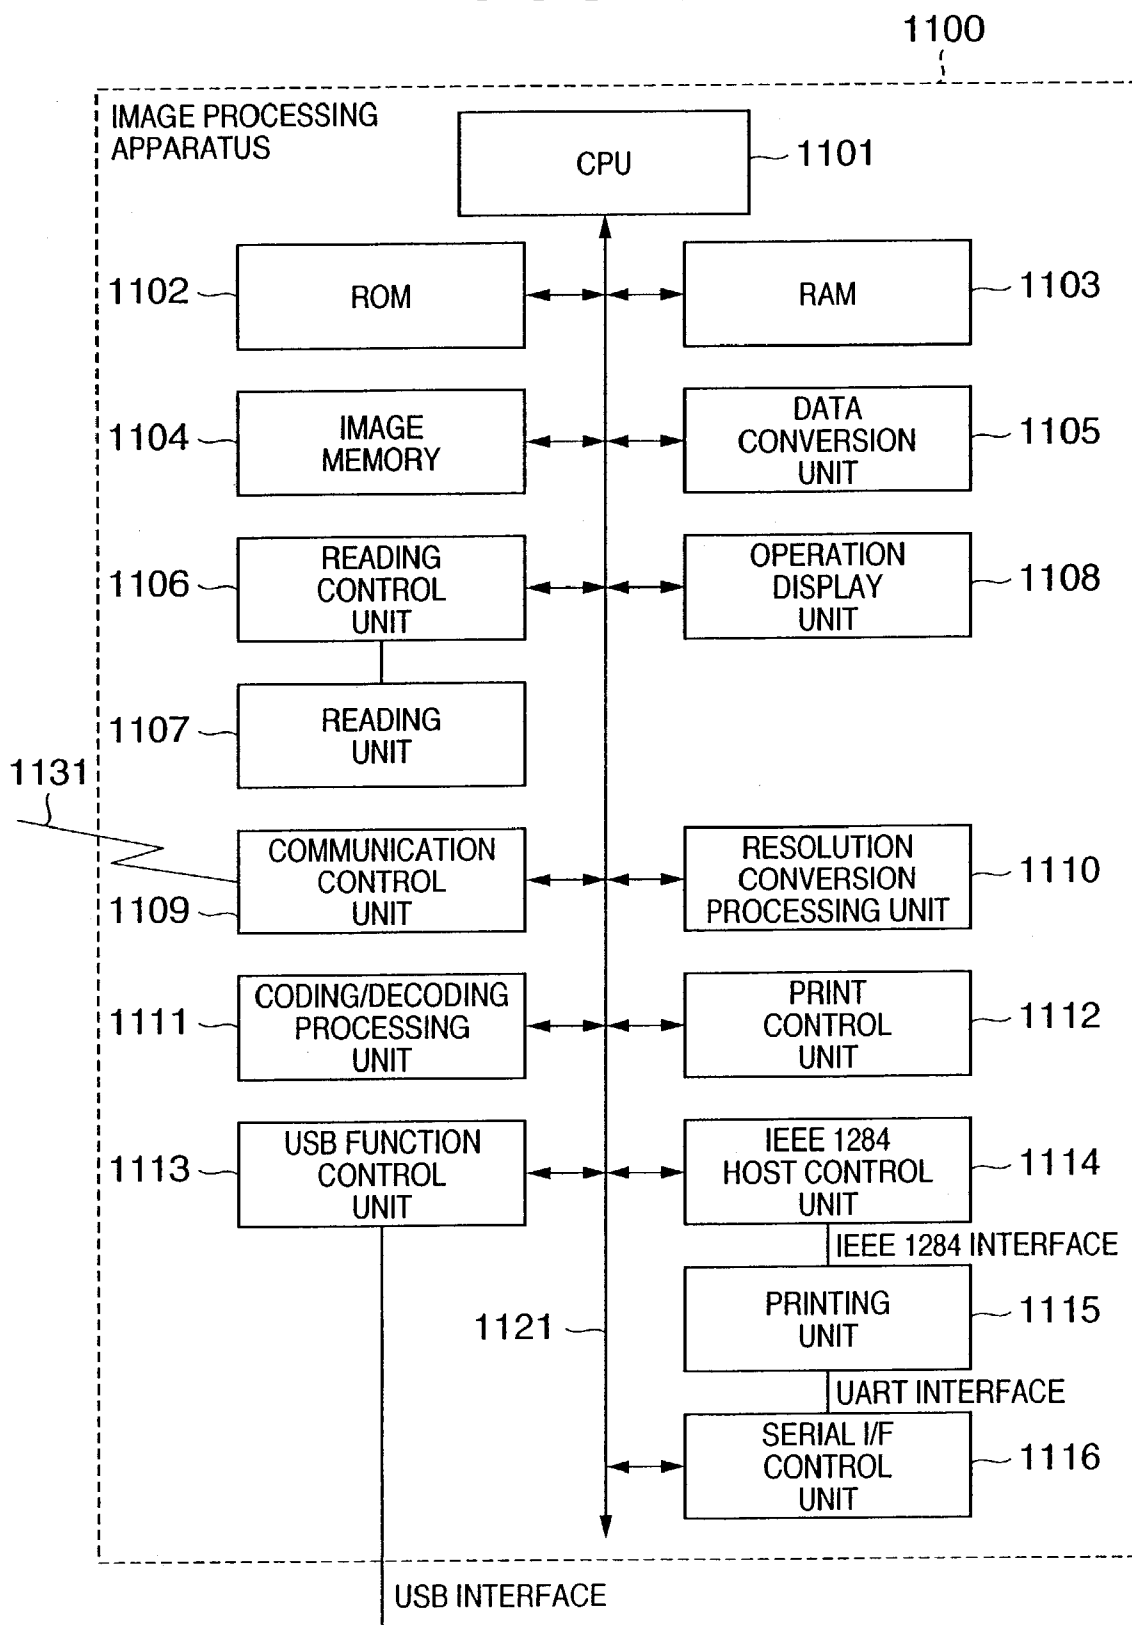 1100
IMAGE PROCESSING
APPARATUS
CPU
1101
1102
ROM
RAM
1103
1104
IMAGE
MEMORY
DATA
CONVERSION
UNIT
1105
1106
READING
CONTROL
UNIT
OPERATION
DISPLAY
UNIT
1108
1107
READING
UNIT
1131
1109
COMMUNICATION
CONTROL
UNIT
RESOLUTION
CONVERSION
PROCESSING UNIT
1110
1111
CODING/DECODING
PROCESSING
UNIT
PRINT
CONTROL
UNIT
1112
1113
USB FUNCTION
CONTROL
UNIT
IEEE 1284
HOST CONTROL
UNIT
1114
IEEE 1284 INTERFACE
1121
PRINTING
UNIT
1115
UART INTERFACE
SERIAL I/F
CONTROL
UNIT
1116
USB INTERFACE